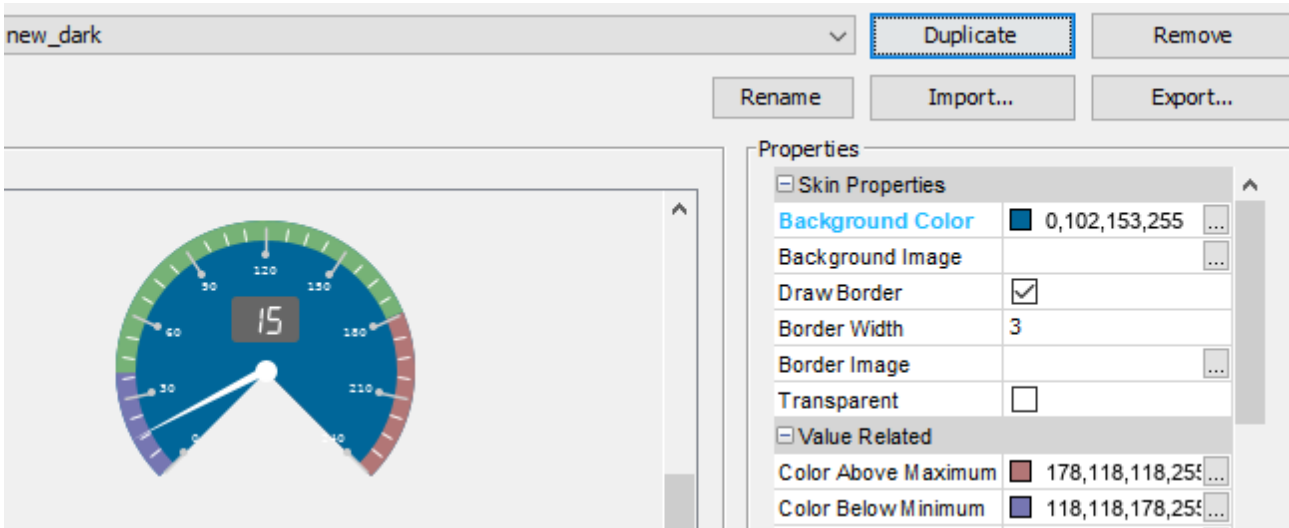 new_dark
Duplicate
Remove
Rename
Import...
Export...
Properties
Skin Properties
Background Color 0,102,153,255 ...
Background Image ...
Draw Border
Border Width 3
Border Image ...
Transparent
Value Related
Color Above Maximum 178,118,118,255 ...
Color Below Minimum 118,118,178,255 ...
120
90
150
15
60
180
30
210
0